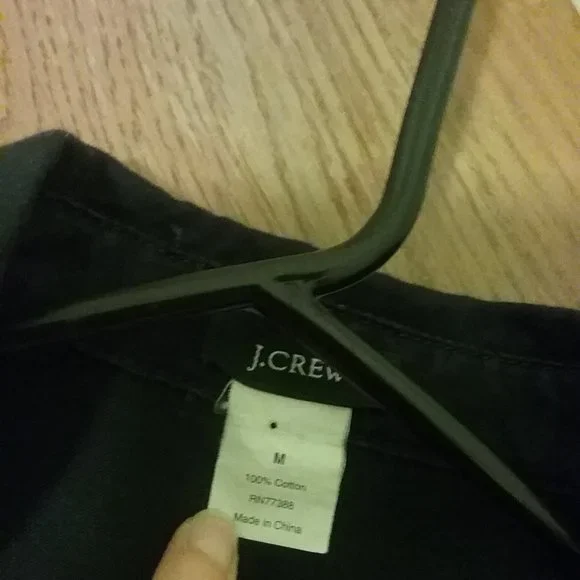 J.CREW
M
100% Cotton
RN77388
Made in China